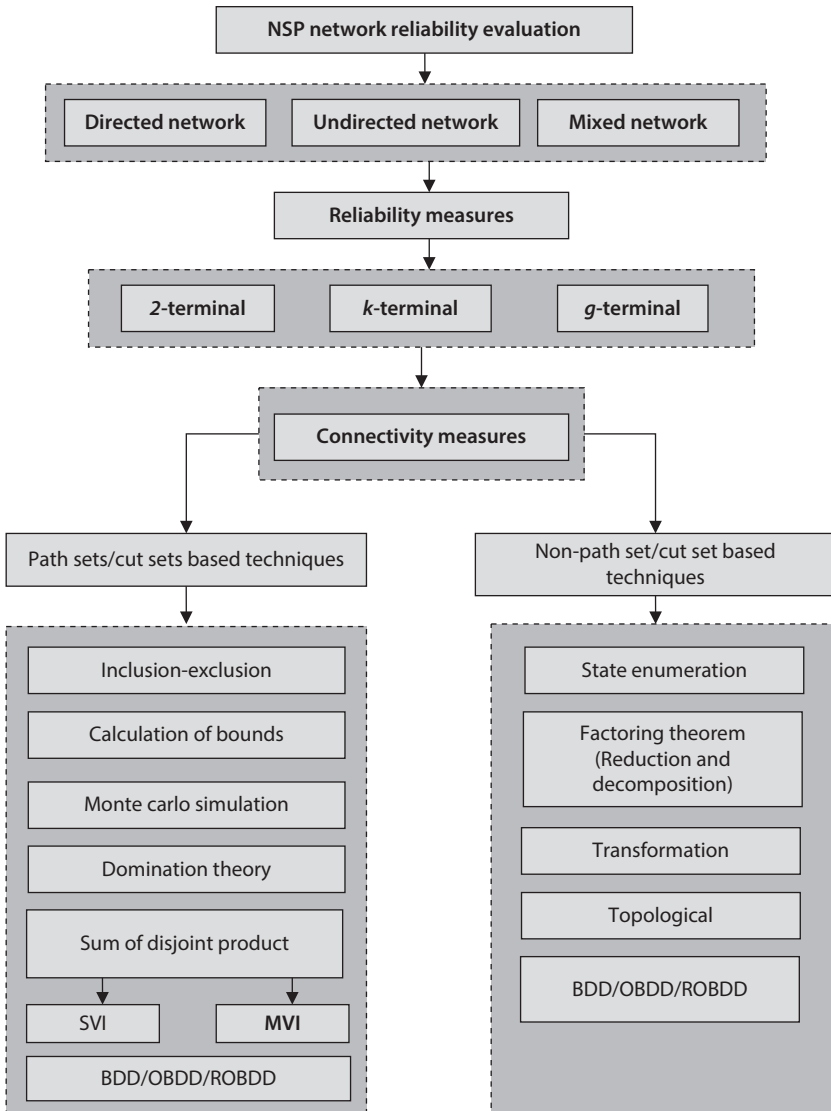 NSP network reliability evaluation
Directed network
Undirected network
Mixed network
Reliability measures
2-terminal
k-terminal
g-terminal
Connectivity measures
Path sets/cut sets based techniques
Inclusion-exclusion
Calculation of bounds
Monte carlo simulation
Domination theory
Sum of disjoint product
SVI
MVI
BDD/OBDD/ROBDD
Non-path set/cut set based
techniques
State enumeration
Factoring theorem
(Reduction and
decomposition)
Transformation
Topological
BDD/OBDD/ROBDD